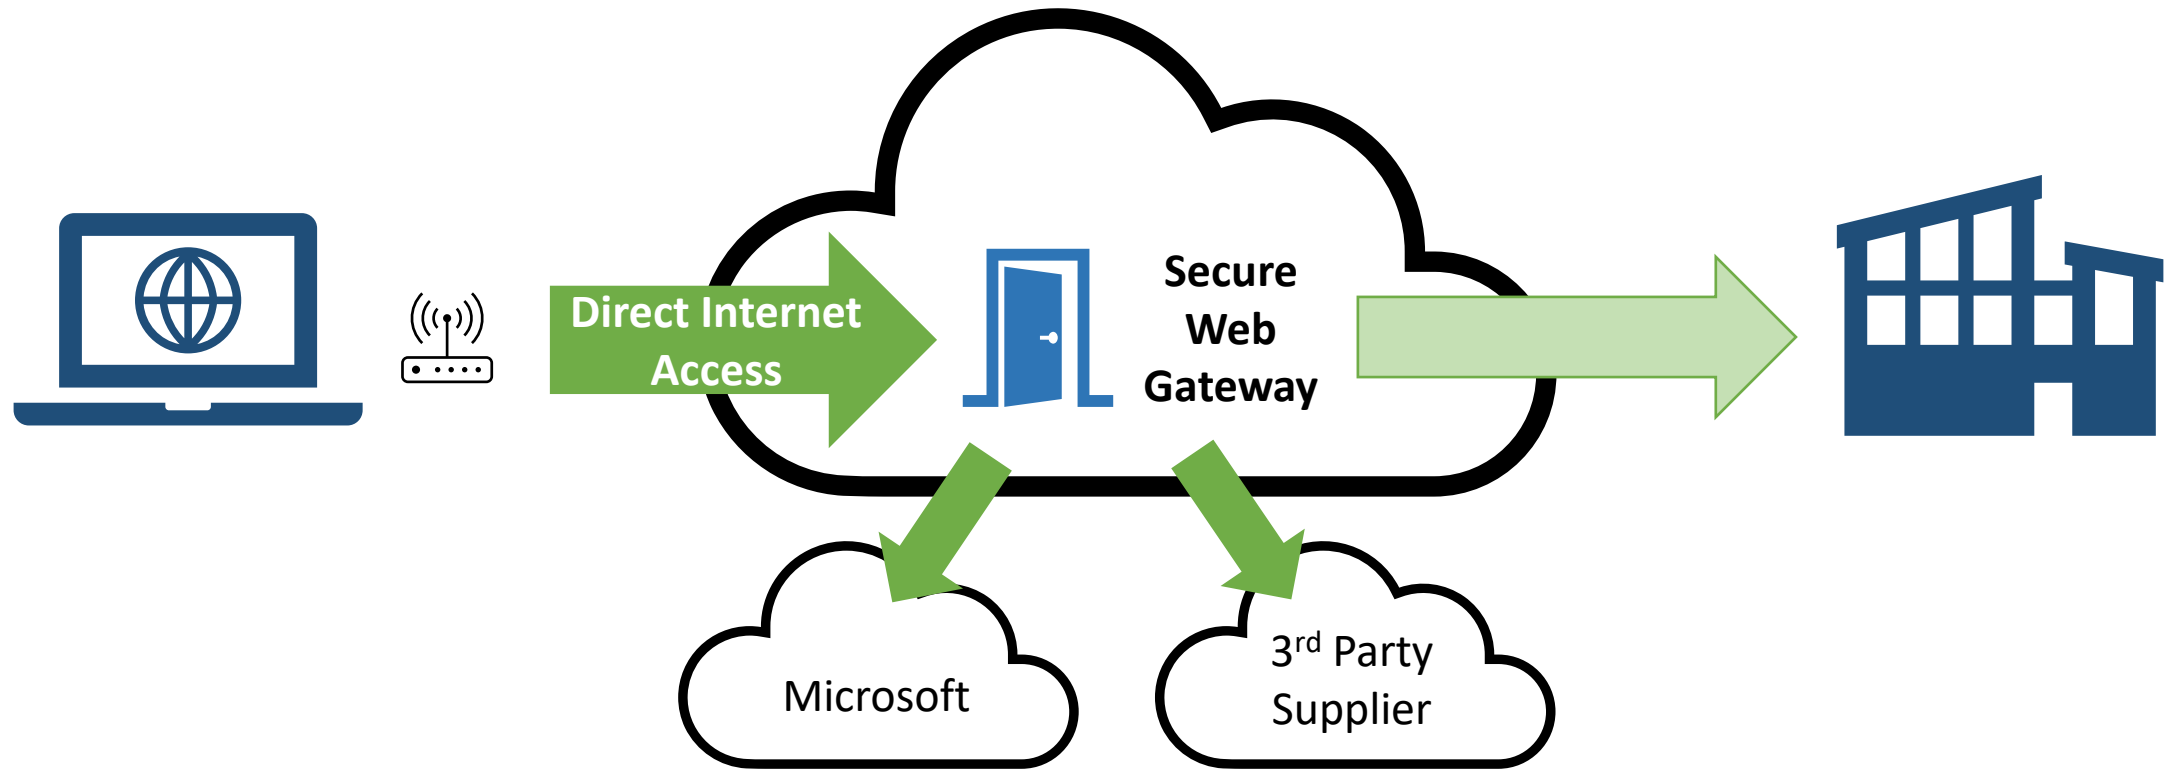 Direct Internet
Access
Secure
Web
Gateway
Microsoft
3rd Party
Supplier